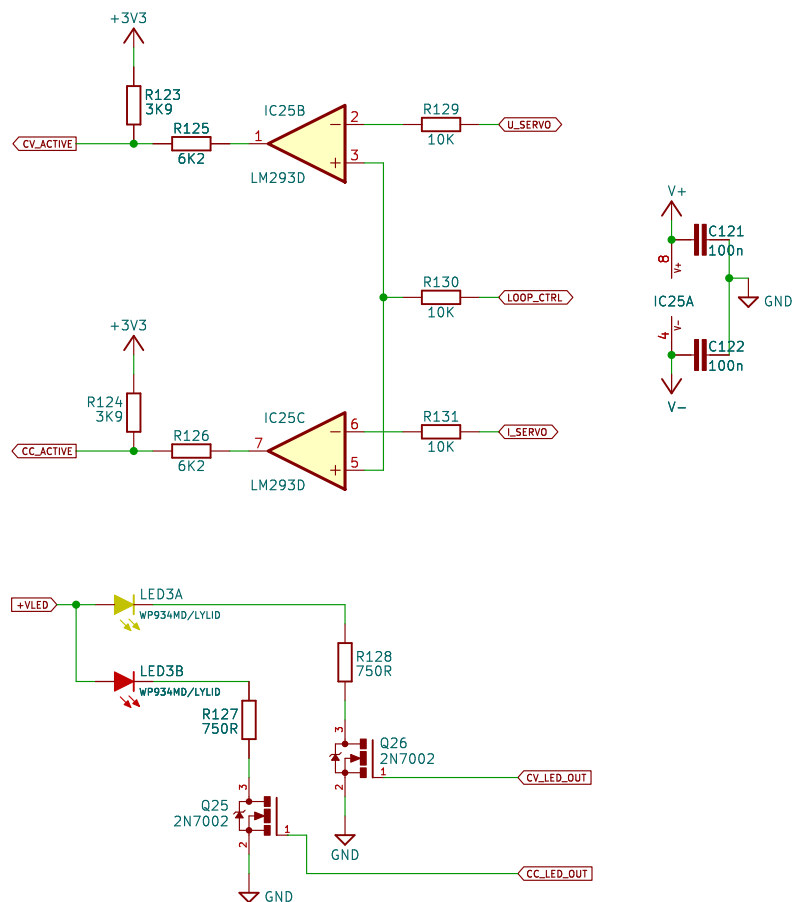 +3V3
R123
3K9
CV_ACTIVE
R125
6K2
IC25B
1
2
3
LM293D
R129
10K
U_SERVO
R130
10K
LOOP_CTRL
V+
C121
100n
8
V+
IC25A
GND
4
V-
C122
100n
V-
+3V3
R124
3K9
CC_ACTIVE
R126
6K2
IC25C
7
6
5
LM293D
R131
10K
I_SERVO
+VLED
LED3A
WP934MD/LYLID
LED3B
WP934MD/LYLID
R128
750R
R127
750R
3
Q26
2N7002
1
2
CV_LED_OUT
GND
3
Q25
2N7002
1
2
CC_LED_OUT
GND